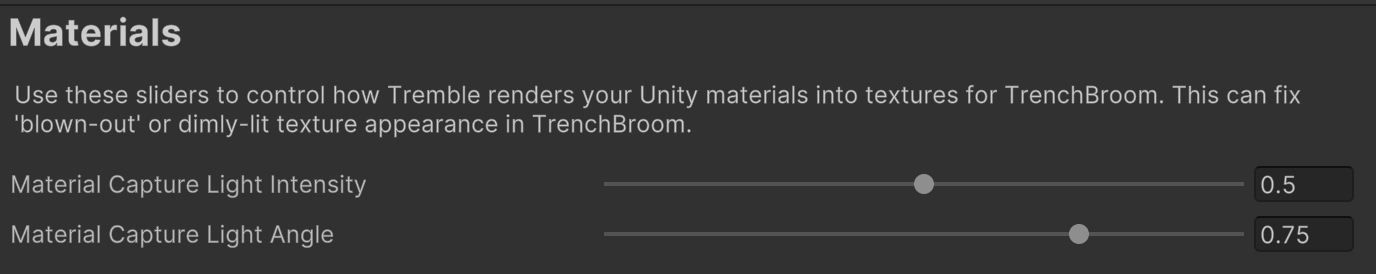 Materials
Use these sliders to control how Tremble renders your Unity materials into textures for TrenchBroom. This can fix
'blown-out' or dimly-lit texture appearance in TrenchBroom.
Material Capture Light Intensity 0.5
Material Capture Light Angle 0.75